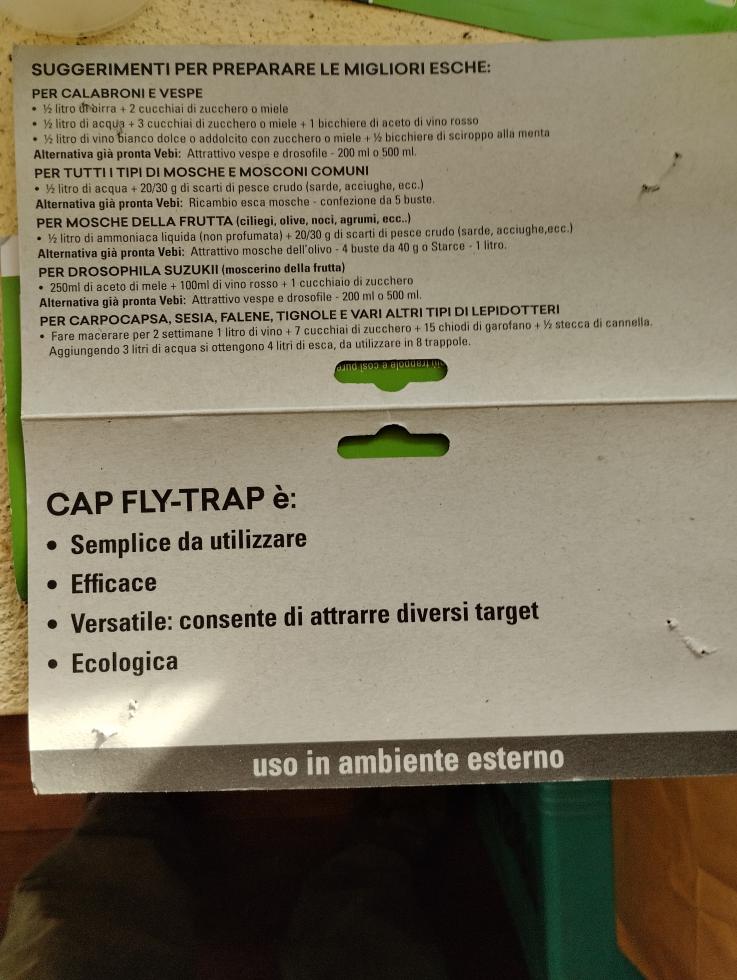 SUGGERIMENTI PER PREPARARE LE MIGLIORI ESCHE:
PER CALABRONI E VESPE
• ½ litro di birra + 2 cucchiai di zucchero o miele
• ½ litro di acqua + 3 cucchiai di zucchero o miele + 1 bicchiere di aceto di vino rosso
• ½ litro di vino bianco dolce o addolcito con zucchero o miele + ½ bicchiere di sciroppo alla menta
Alternativa già pronta Vebi: Attrattivo vespe e drosofile - 200 ml o 500 ml.
PER TUTTI I TIPI DI MOSCHE E MOSCONI COMUNI
• ½ litro di acqua + 20/30 g di scarti di pesce crudo (sarde, acciughe, ecc.)
Alternativa già pronta Vebi: Ricambio esca mosche - confezione da 5 buste.
PER MOSCHE DELLA FRUTTA (ciliegi, olive, noci, agrumi, ecc..)
• ½ litro di ammoniaca liquida (non profumata) + 20/30 g di scarti di pesce crudo (sarde, acciughe,ecc.)
Alternativa già pronta Vebi: Attrattivo mosche dell'olivo - 4 buste da 40 g o Starce - 1 litro.
PER DROSOPHILA SUZUKII (moscerino della frutta)
• 250ml di aceto di mele + 100ml di vino rosso + 1 cucchiaio di zucchero
Alternativa già pronta Vebi: Attrattivo vespe e drosofile - 200 ml o 500 ml.
PER CARPOCAPSA, SESIA, FALENE, TIGNOLE E VARI ALTRI TIPI DI LEPIDOTTERI
• Fare macerare per 2 settimane 1 litro di vino + 7 cucchiai di zucchero + 15 chiodi di garofano + ½ stecca di cannella.
Aggiungendo 3 litri di acqua si ottengono 4 litri di esca, da utilizzare in 8 trappole.
più trappole e così pure
CAP FLY-TRAP è:
• Semplice da utilizzare
• Efficace
• Versatile: consente di attrarre diversi target
• Ecologica
uso in ambiente esterno